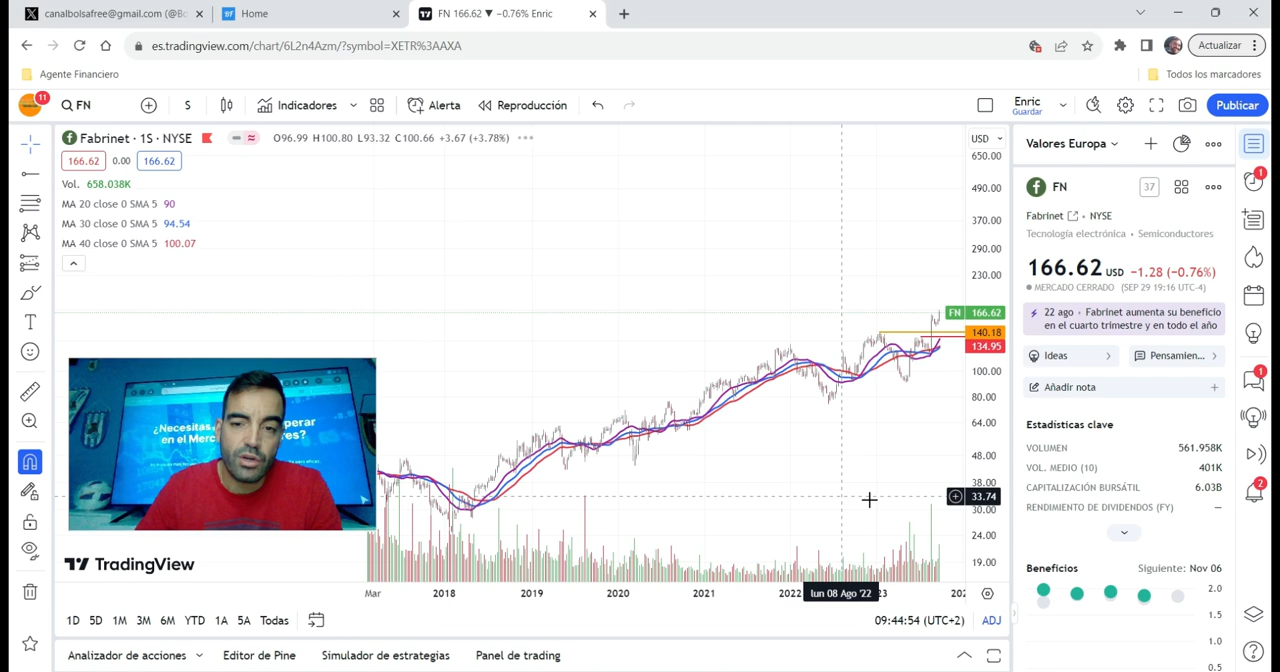 canalbolsafree@gmail.com (@Bo
Home
FN 166.62 ▼ −0.76% Enric
es.tradingview.com/chart/6L2n4Azm/?symbol=XETR%3AAXA
Actualizar
Agente Financiero
Todos los marcadores
11
FN
S
Indicadores
Alerta
Reproducción
Enric
Guardar
Publicar
Fabrinet · 1S · NYSE
O96.99 H100.80 L93.32 C100.66 +3.67 (+3.78%)
166.62 0.00 166.62
Vol. 658.038K
MA 20 close 0 SMA 5 90
MA 30 close 0 SMA 5 94.54
MA 40 close 0 SMA 5 100.07
USD
650.00
490.00
370.00
290.00
230.00
FN 166.62
140.18
134.95
100.00
80.00
64.00
48.00
38.00
33.74
30.00
24.00
19.00
¿Necesitas
perar
en el Merc
res?
TradingView
Mar 2018 2019 2020 2021 2022 lun 08 Ago '22 23 202
1D 5D 1M 3M 6M YTD 1A 5A Todas
09:44:54 (UTC+2) ADJ
Analizador de acciones
Editor de Pine
Simulador de estrategias
Panel de trading
Valores Europa
FN
37
Fabrinet · NYSE
Tecnología electrónica · Semiconductores
166.62 USD −1.28 (−0.76%)
MERCADO CERRADO (SEP 29 19:16 UTC-4)
22 ago · Fabrinet aumenta su beneficio
en el cuarto trimestre y en todo el año
Ideas
Pensamien...
Añadir nota
Estadísticas clave
VOLUMEN 561.958K
VOL. MEDIO (10) 401K
CAPITALIZACIÓN BURSÁTIL 6.03B
RENDIMIENTO DE DIVIDENDOS (FY) —
Beneficios Siguiente: Nov 06
2.0
1.5
1.0
0.5
1
1
2